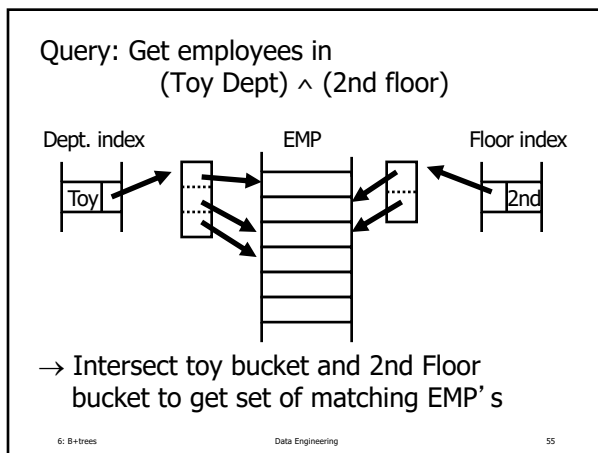 Query: Get employees in
(Toy Dept) ∧ (2nd floor)
Dept. index
EMP
Floor index
Toy
2nd
→ Intersect toy bucket and 2nd Floor
bucket to get set of matching EMP’s
6: B+trees
Data Engineering
55